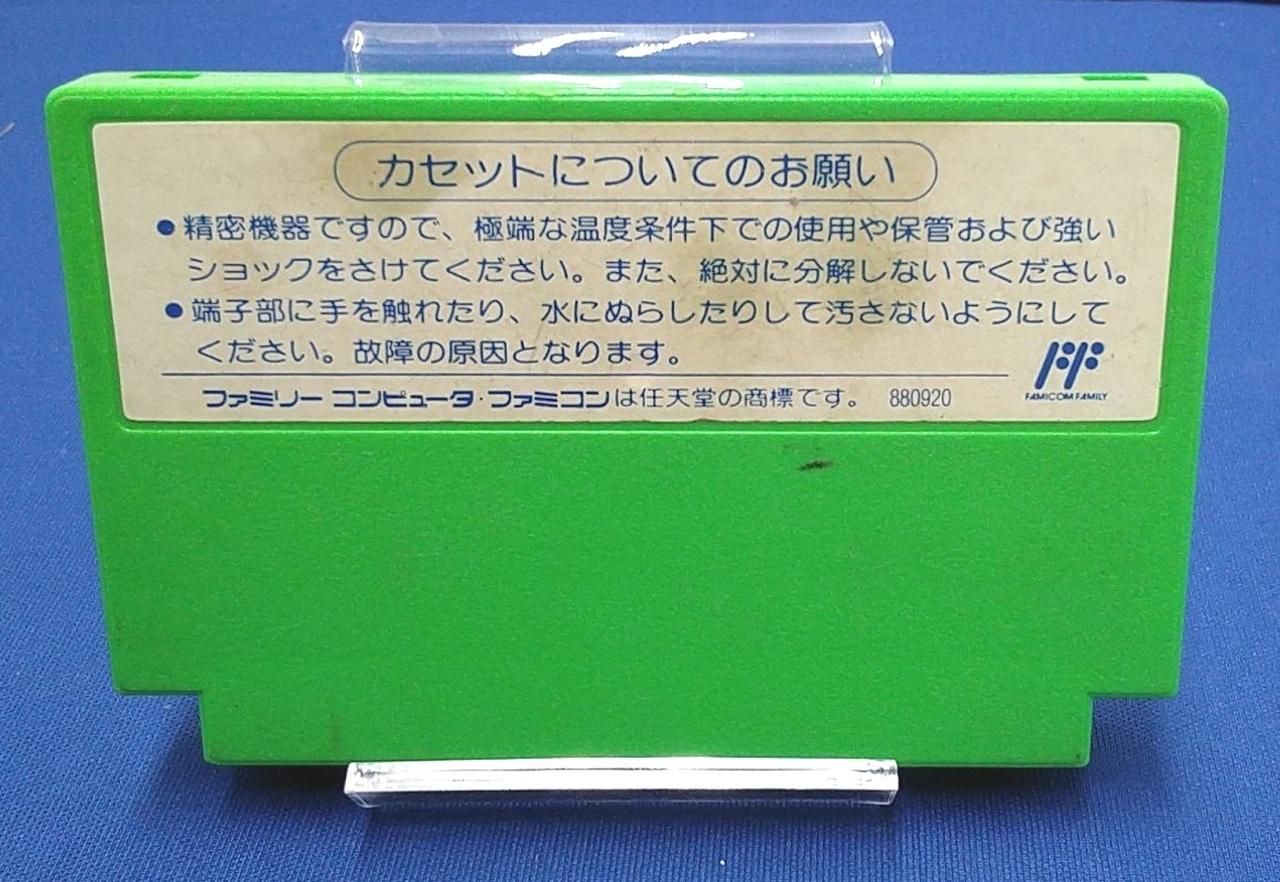 カセットについてのお願い
●精密機器ですので、極端な温度条件下での使用や保管および強い
ショックをさけてください。また、絶対に分解しないでください。
●端子部に手を触れたり、水にぬらしたりして汚さないようにして
ください。故障の原因となります。
ファミリー コンピュータ・ファミコンは任天堂の商標です。 880920
FF
FAMICOM FAMILY